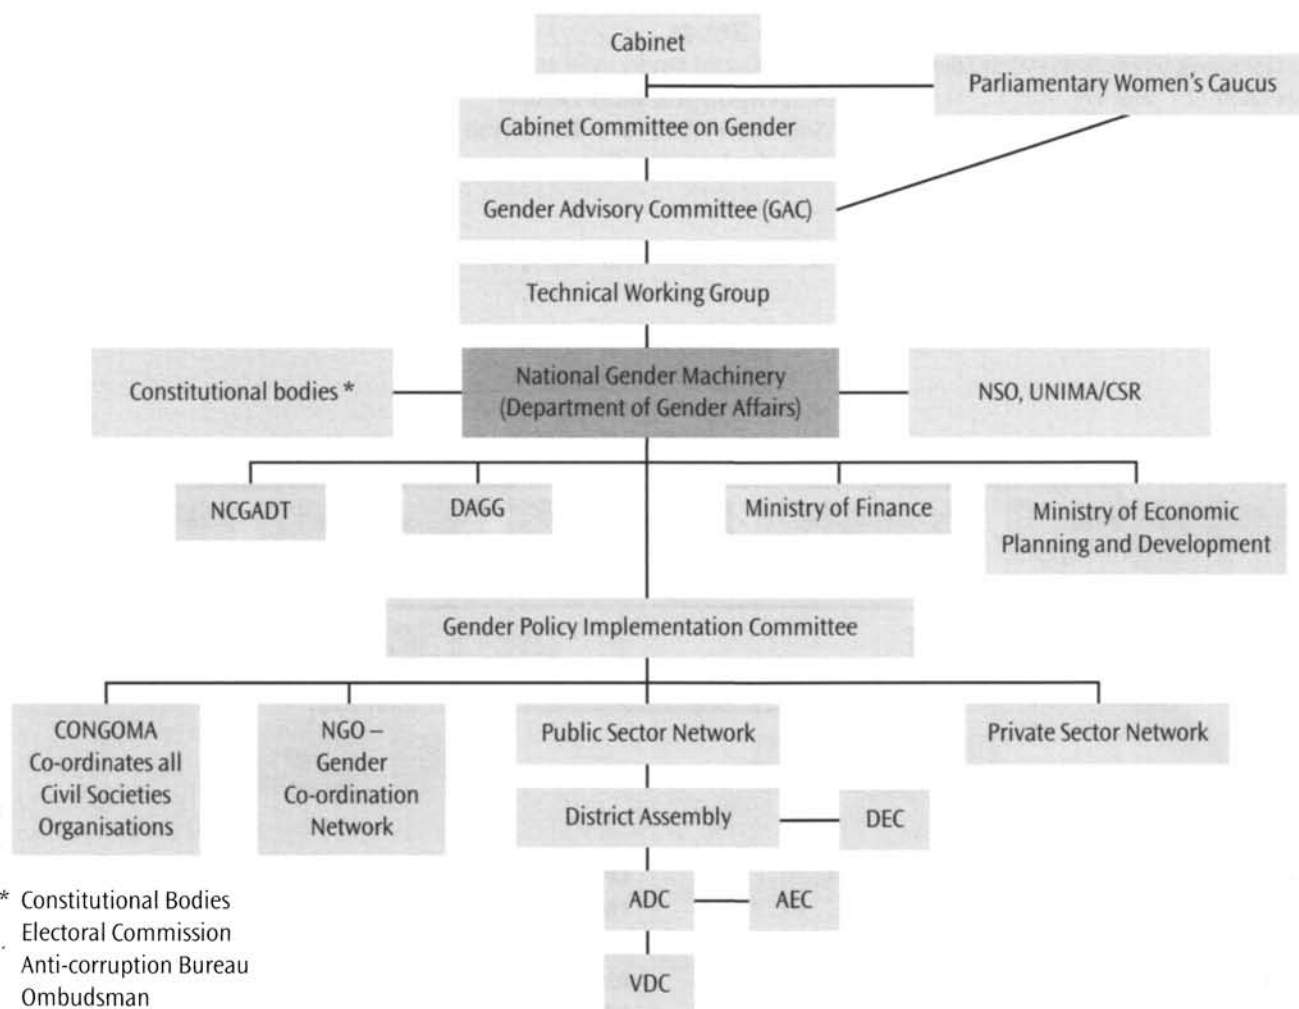 Cabinet
Parliamentary Women's Caucus
Cabinet Committee on Gender
Gender Advisory Committee (GAC)
Technical Working Group
Constitutional bodies *
National Gender Machinery
(Department of Gender Affairs)
NSO, UNIMA/CSR
NCGADT
DAGG
Ministry of Finance
Ministry of Economic
Planning and Development
Gender Policy Implementation Committee
CONGOMA
Co-ordinates all
Civil Societies
Organisations
NGO –
Gender
Co-ordination
Network
Public Sector Network
Private Sector Network
District Assembly
DEC
ADC
AEC
VDC
* Constitutional Bodies
Electoral Commission
Anti-corruption Bureau
Ombudsman